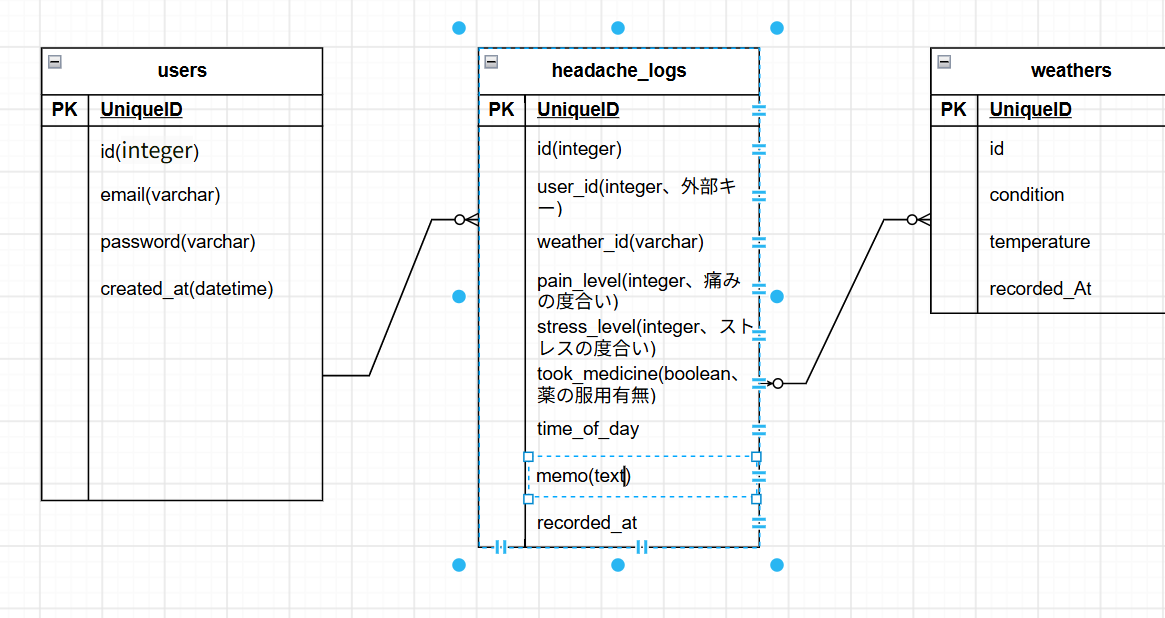 users
PK UniqueID
id(integer)
email(varchar)
password(varchar)
created_at(datetime)
headache_logs
PK UniqueID
id(integer)
user_id(integer、外部キ
ー)
weather_id(varchar)
pain_level(integer、痛み
の度合い)
stress_level(integer、スト
レスの度合い)
took_medicine(boolean、
薬の服用有無)
time_of_day
memo(text)
recorded_at
weathers
PK UniqueID
id
condition
temperature
recorded_At